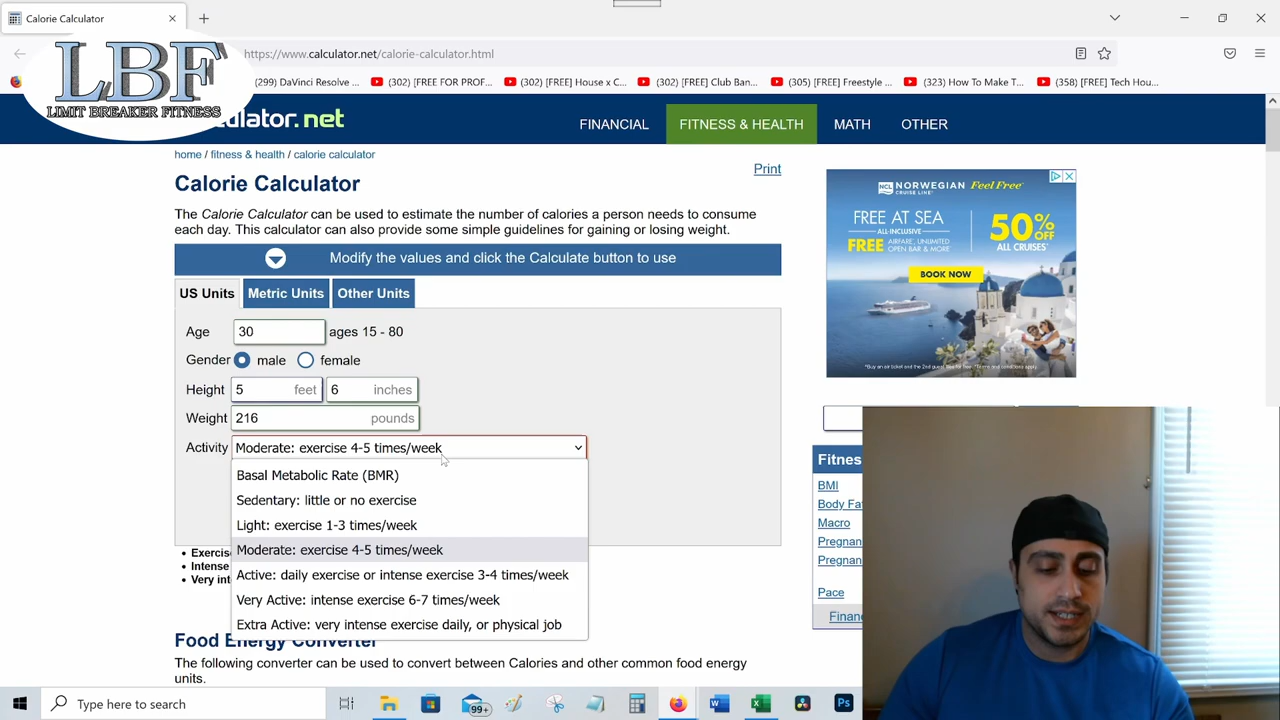 Calorie Calculator
https://www.calculator.net/calorie-calculator.html
LBF
LIMIT BREAKER FITNESS
(299) DaVinci Resolve ...
(302) [FREE FOR PROF...
(302) [FREE] House x C...
(302) [FREE] Club Ban...
(305) [FREE] Freestyle ...
(323) How To Make T...
(358) [FREE] Tech Hou...
culator.net
FINANCIAL
FITNESS & HEALTH
MATH
OTHER
home / fitness & health / calorie calculator
Print
Calorie Calculator
The Calorie Calculator can be used to estimate the number of calories a person needs to consume
each day. This calculator can also provide some simple guidelines for gaining or losing weight.
Modify the values and click the Calculate button to use
US Units
Metric Units
Other Units
Age 30 ages 15 - 80
Gender male female
Height 5 feet 6 inches
Weight 216 pounds
Activity Moderate: exercise 4-5 times/week
Basal Metabolic Rate (BMR)
Sedentary: little or no exercise
Light: exercise 1-3 times/week
Moderate: exercise 4-5 times/week
Active: daily exercise or intense exercise 3-4 times/week
Very Active: intense exercise 6-7 times/week
Extra Active: very intense exercise daily, or physical job
Exercis
Intense
Very int
Food Energy Converter
The following converter can be used to convert between Calories and other common food energy
units.
NCL NORWEGIAN CRUISE LINE Feel Free
FREE AT SEA
ALL-INCLUSIVE
FREE AIRFARE, UNLIMITED
OPEN BAR & MORE
50% OFF
ALL CRUISES
BOOK NOW
Fitnes
BMI
Body Fa
Macro
Pregnan
Pregnan
Pace
Financ
Type here to search
99+